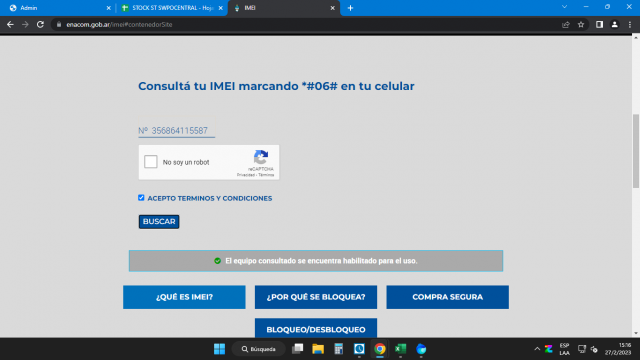 Admin
STOCK ST SWPOCENTRAL - Hoj
IMEI
enacom.gob.ar/imei#contenedorSite
Consultá tu IMEI marcando *#06# en tu celular
Nº 356864115587
No soy un robot
reCAPTCHA
Privacidad - Términos
ACEPTO TERMINOS Y CONDICIONES
BUSCAR
El equipo consultado se encuentra habilitado para el uso.
¿QUÉ ES IMEI?
¿POR QUÉ SE BLOQUEA?
COMPRA SEGURA
BLOQUEO/DESBLOQUEO
Búsqueda
ESP
LAA
15:16
27/2/2023